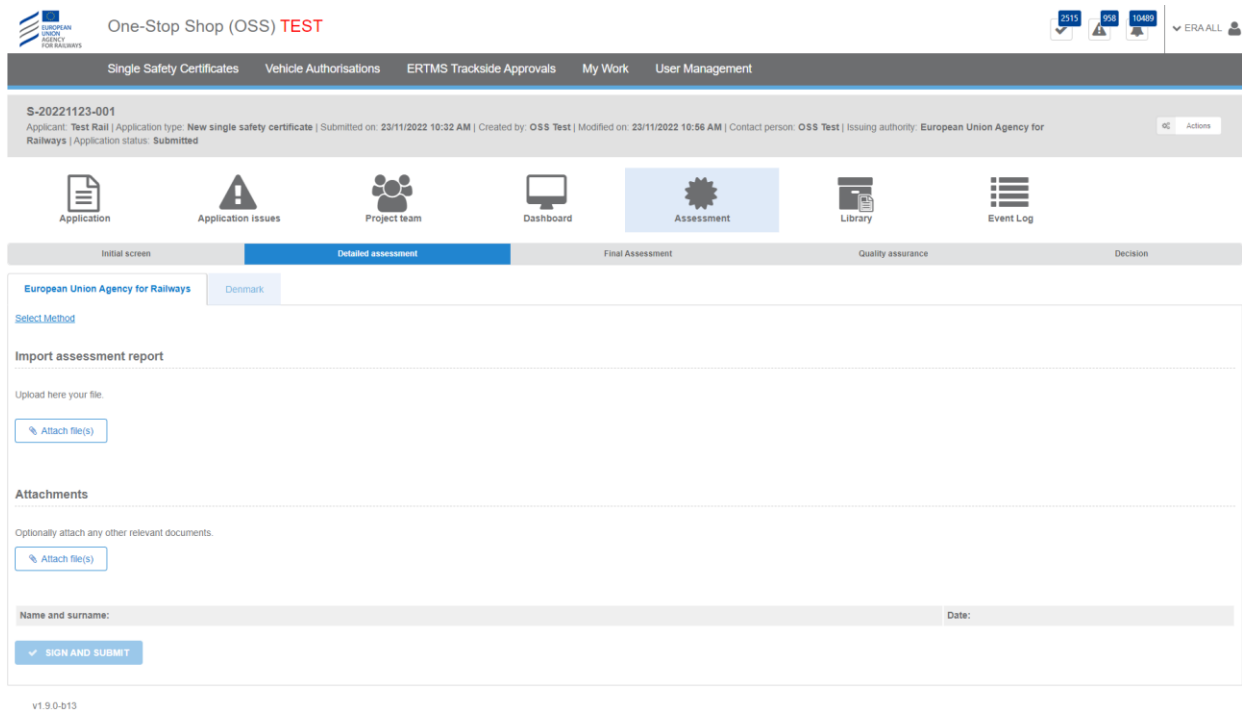 EUROPEAN
UNION
AGENCY
FOR RAILWAYS
One-Stop Shop (OSS) TEST
2515
958
10489
ERA ALL
Single Safety Certificates Vehicle Authorisations ERTMS Trackside Approvals My Work User Management
S-20221123-001
Applicant: Test Rail | Application type: New single safety certificate | Submitted on: 23/11/2022 10:32 AM | Created by: OSS Test | Modified on: 23/11/2022 10:56 AM | Contact person: OSS Test | Issuing authority: European Union Agency for
Railways | Application status: Submitted
Actions
Application Application issues Project team Dashboard Assessment Library Event Log
Initial screen Detailed assessment Final Assessment Quality assurance Decision
European Union Agency for Railways Denmark
Select Method
Import assessment report
Upload here your file.
Attach file(s)
Attachments
Optionally attach any other relevant documents.
Attach file(s)
Name and surname: Date:
SIGN AND SUBMIT
v1.9.0-b13